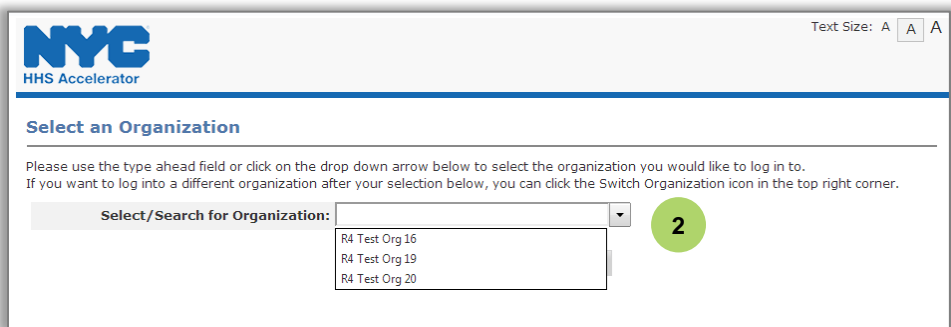 Text Size: A A A
NYC
HHS Accelerator
Select an Organization
Please use the type ahead field or click on the drop down arrow below to select the organization you would like to log in to.
If you want to log into a different organization after your selection below, you can click the Switch Organization icon in the top right corner.
Select/Search for Organization:
2
R4 Test Org 16
R4 Test Org 19
R4 Test Org 20